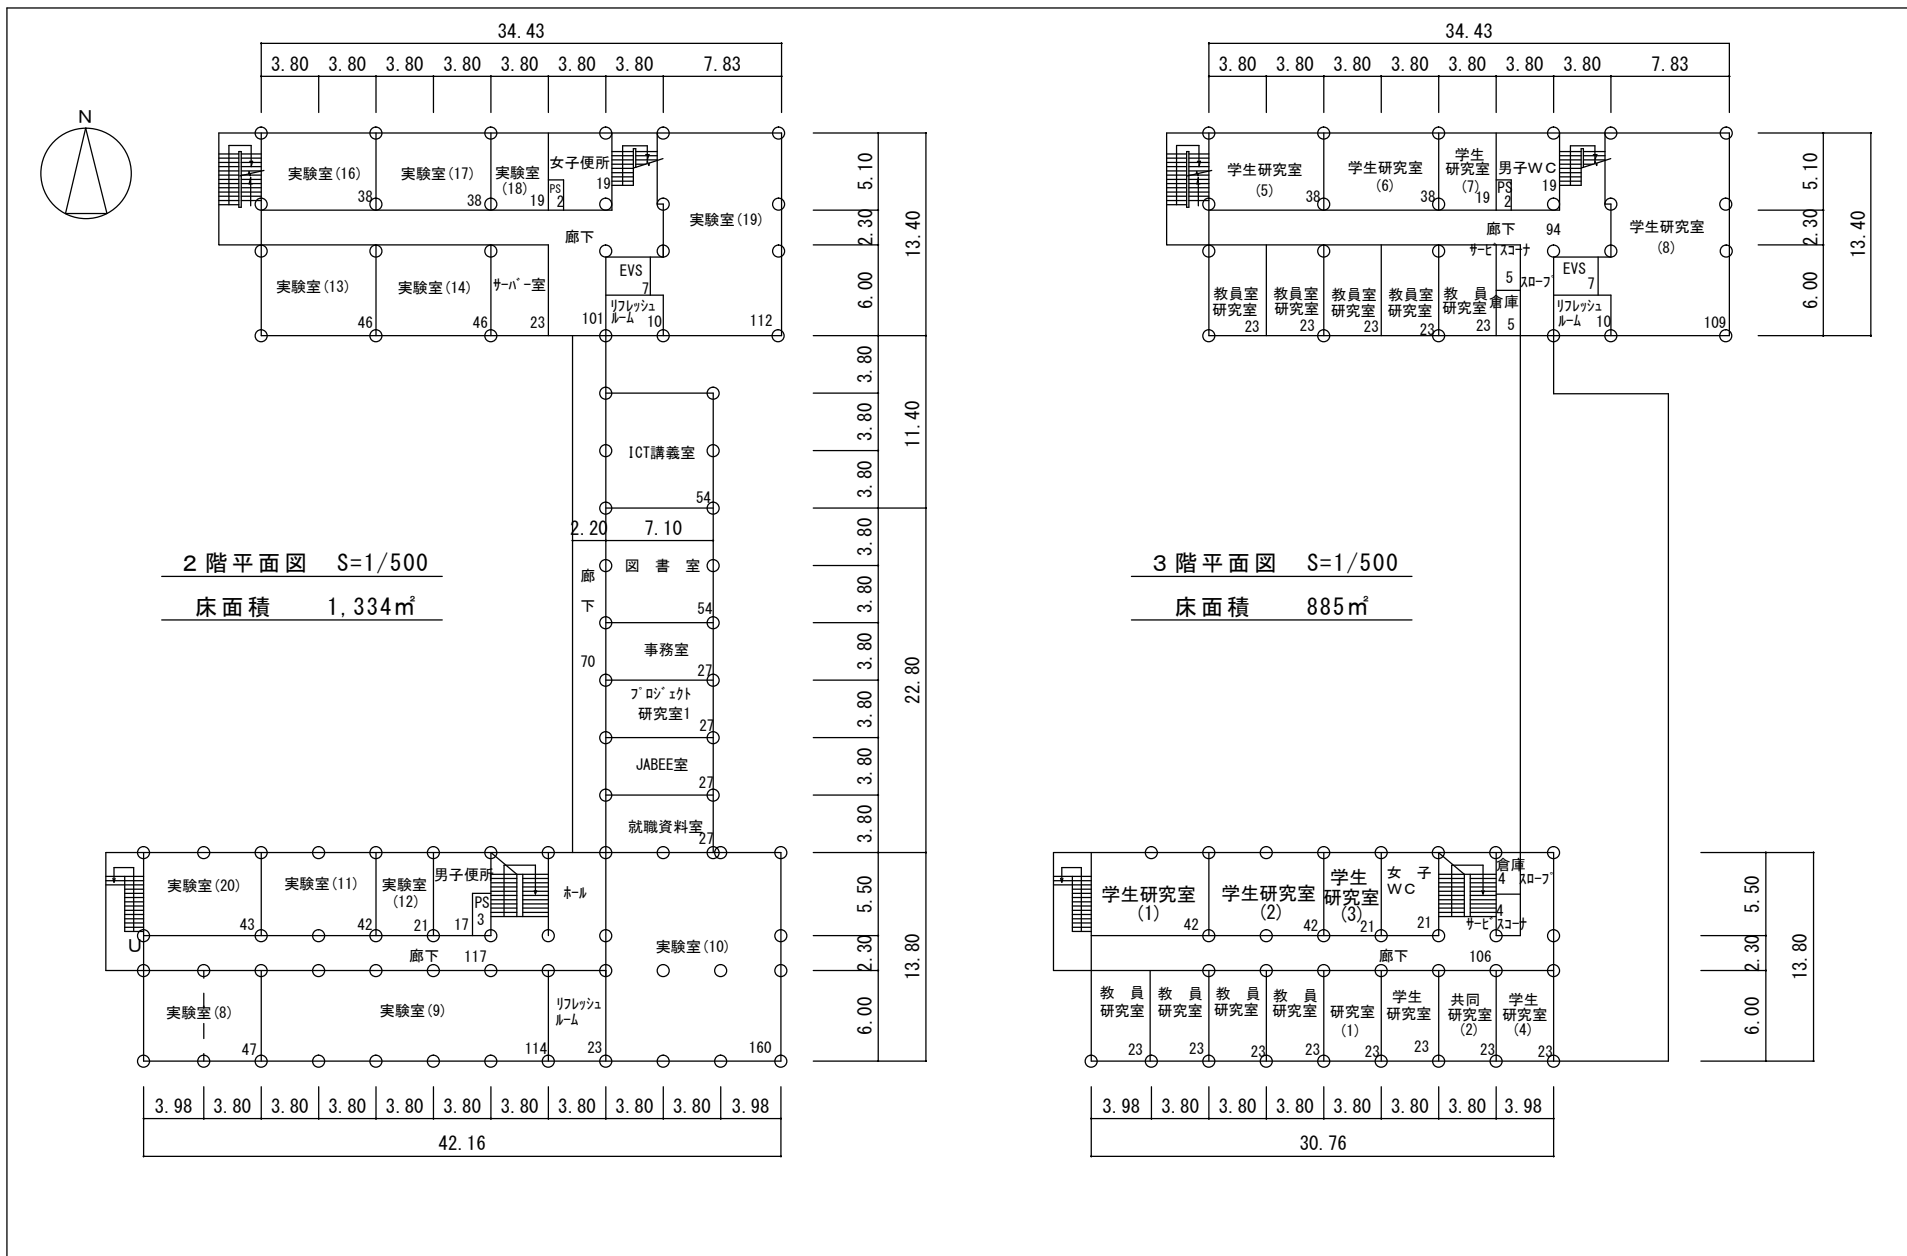 34.43
3.80 3.80 3.80 3.80 3.80 3.80 3.80 7.83
N
実験室(16)
38
実験室(17)
38
実験室
(18)
19
女子便所
19
PS
2
実験室(19)
112
廊下
101
実験室(13)
46
実験室(14)
46
サーバー室
23
EVS
7
リフレッシュ
ルーム
10
5.10
2.30
6.00
13.40
3.80
3.80
3.80
11.40
ICT講義室
54
2.20 7.10
図 書 室
54
廊
下
70
事務室
27
プロジェクト
研究室1
27
JABEE室
27
就職資料室
27
3.80
3.80
3.80
3.80
3.80
3.80
22.80
2階平面図 S=1/500
床面積 1,334㎡
実験室(20)
43
実験室(11)
42
実験室
(12)
21
男子便所
17
PS
3
ホール
U
廊下 117
実験室(10)
160
実験室(8)
47
実験室(9)
114
リフレッシュ
ルーム
23
5.50
2.30
6.00
13.80
3.98 3.80 3.80 3.80 3.80 3.80 3.80 3.80 3.80 3.80 3.98
42.16
34.43
3.80 3.80 3.80 3.80 3.80 3.80 3.80 7.83
学生研究室
(5)
38
学生研究室
(6)
38
学生
研究室
(7)
19
男子WC
19
PS
2
学生研究室
(8)
109
廊下 94
サービスコーナ
5
スロープ
倉庫
5
EVS
7
リフレッシュ
ルーム
10
教員室
研究室
23
教員室
研究室
23
教員室
研究室
23
教員室
研究室
23
教 員
研究室
23
5.10
2.30
6.00
13.40
3階平面図 S=1/500
床面積 885㎡
学生研究室
(1)
42
学生研究室
(2)
42
学生
研究室
(3)
21
女 子
WC
21
倉庫
4
スロープ
4
サービスコーナ
廊下 106
教 員
研究室
23
教 員
研究室
23
教 員
研究室
23
教 員
研究室
23
研究室
(1)
23
学生
研究室
23
共同
研究室
(2)
23
学生
研究室
(4)
23
5.50
2.30
6.00
13.80
3.98 3.80 3.80 3.80 3.80 3.80 3.80 3.98
30.76